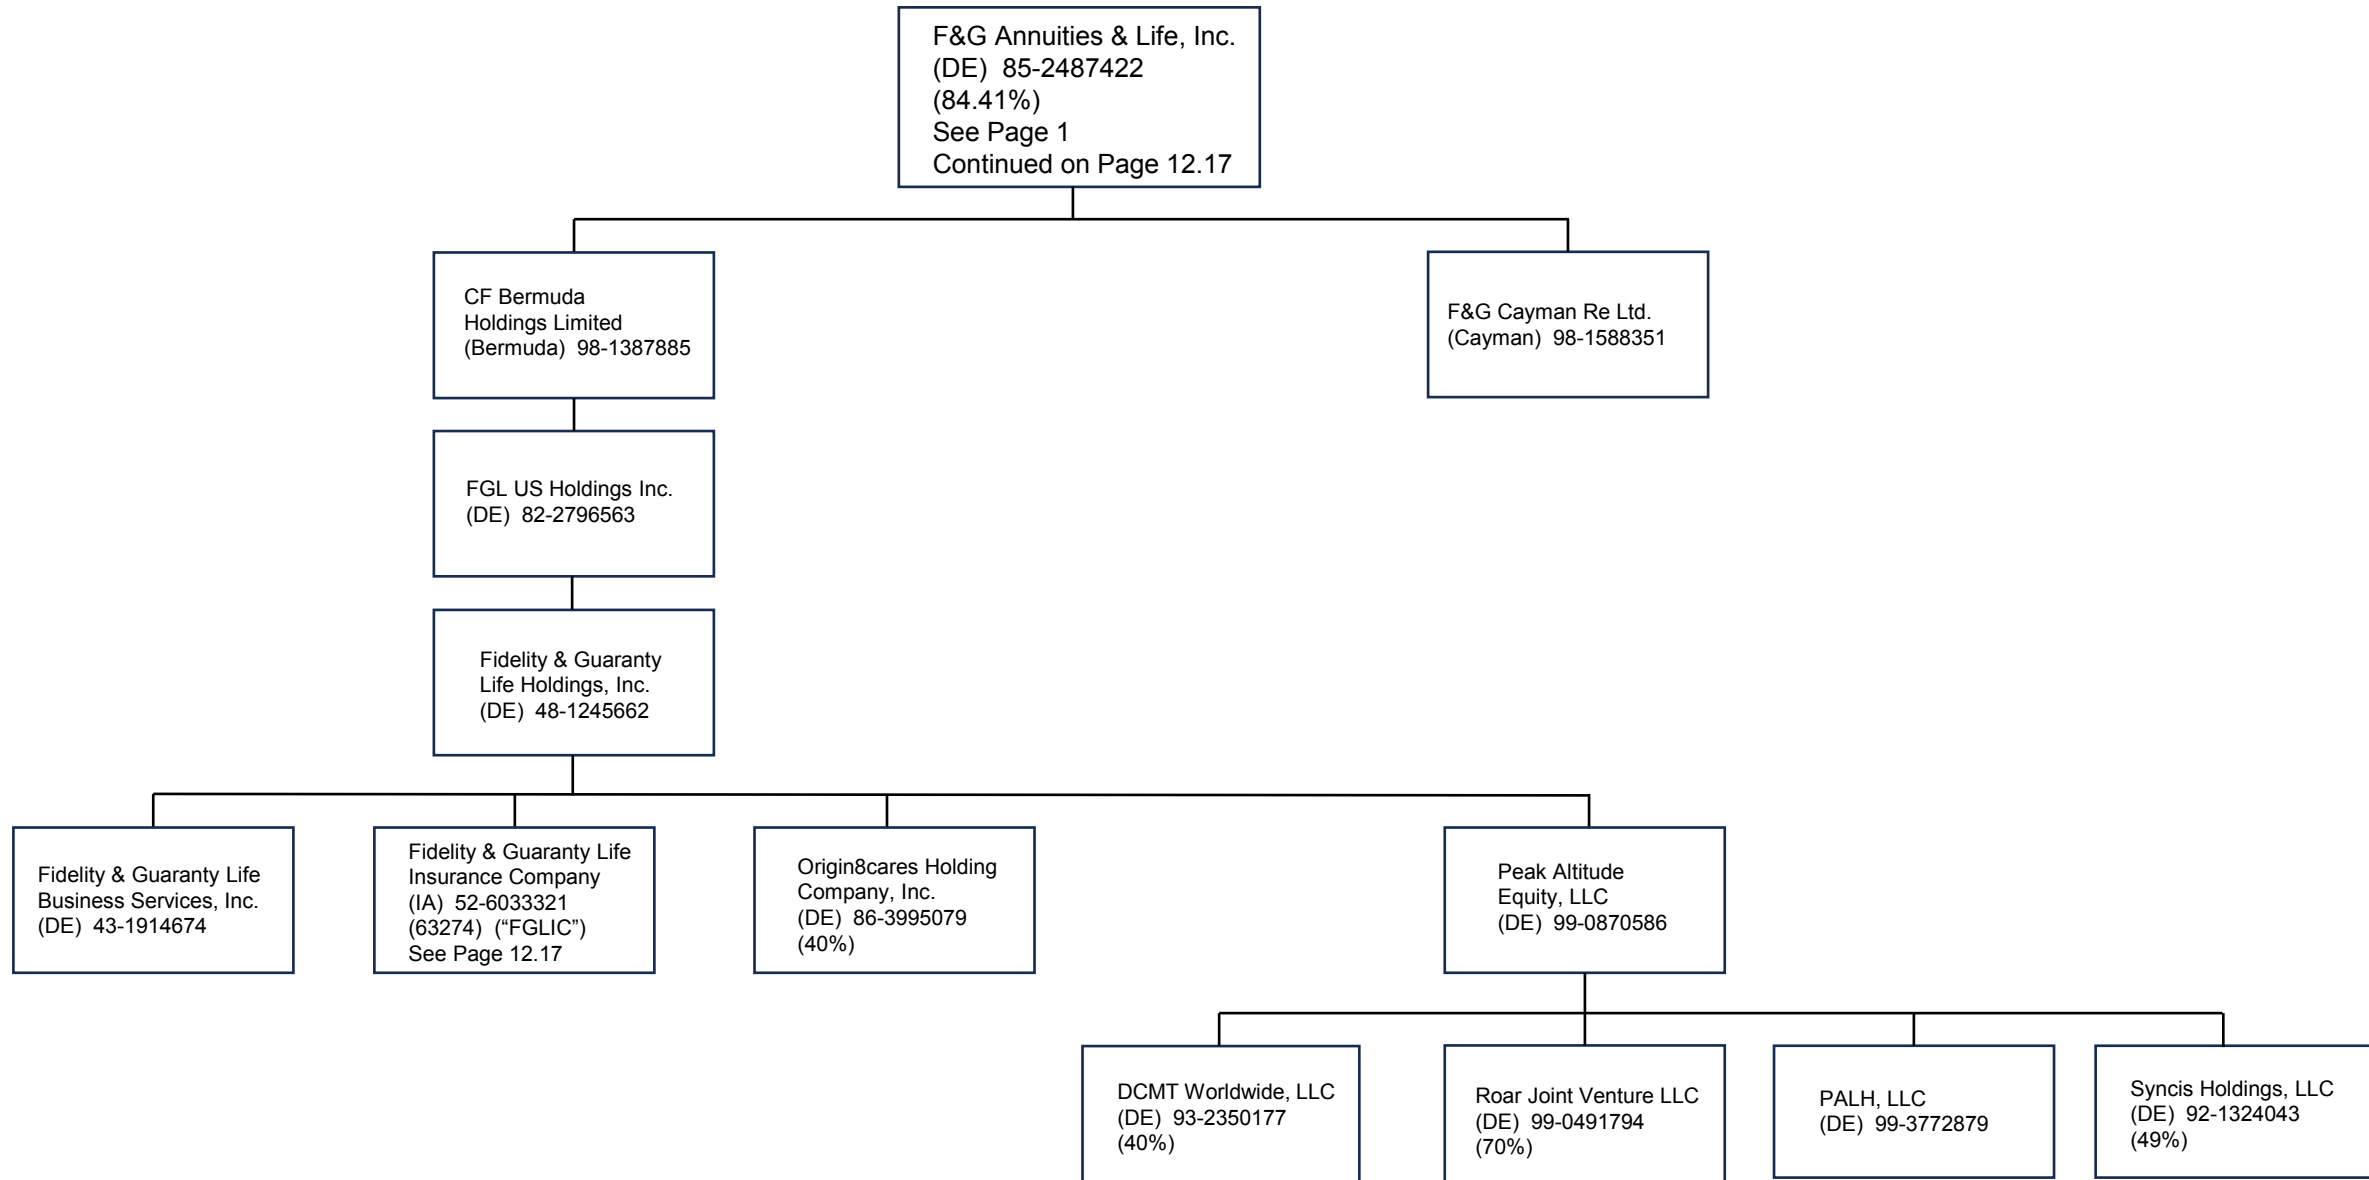 F&G Annuities & Life, Inc.
(DE) 85-2487422
(84.41%)
See Page 1
Continued on Page 12.17
CF Bermuda
Holdings Limited
(Bermuda) 98-1387885
F&G Cayman Re Ltd.
(Cayman) 98-1588351
FGL US Holdings Inc.
(DE) 82-2796563
Fidelity & Guaranty
Life Holdings, Inc.
(DE) 48-1245662
Fidelity & Guaranty Life
Business Services, Inc.
(DE) 43-1914674
Fidelity & Guaranty Life
Insurance Company
(IA) 52-6033321
(63274) (“FGLIC”)
See Page 12.17
Origin8cares Holding
Company, Inc.
(DE) 86-3995079
(40%)
Peak Altitude
Equity, LLC
(DE) 99-0870586
DCMT Worldwide, LLC
(DE) 93-2350177
(40%)
Roar Joint Venture LLC
(DE) 99-0491794
(70%)
PALH, LLC
(DE) 99-3772879
Syncis Holdings, LLC
(DE) 92-1324043
(49%)